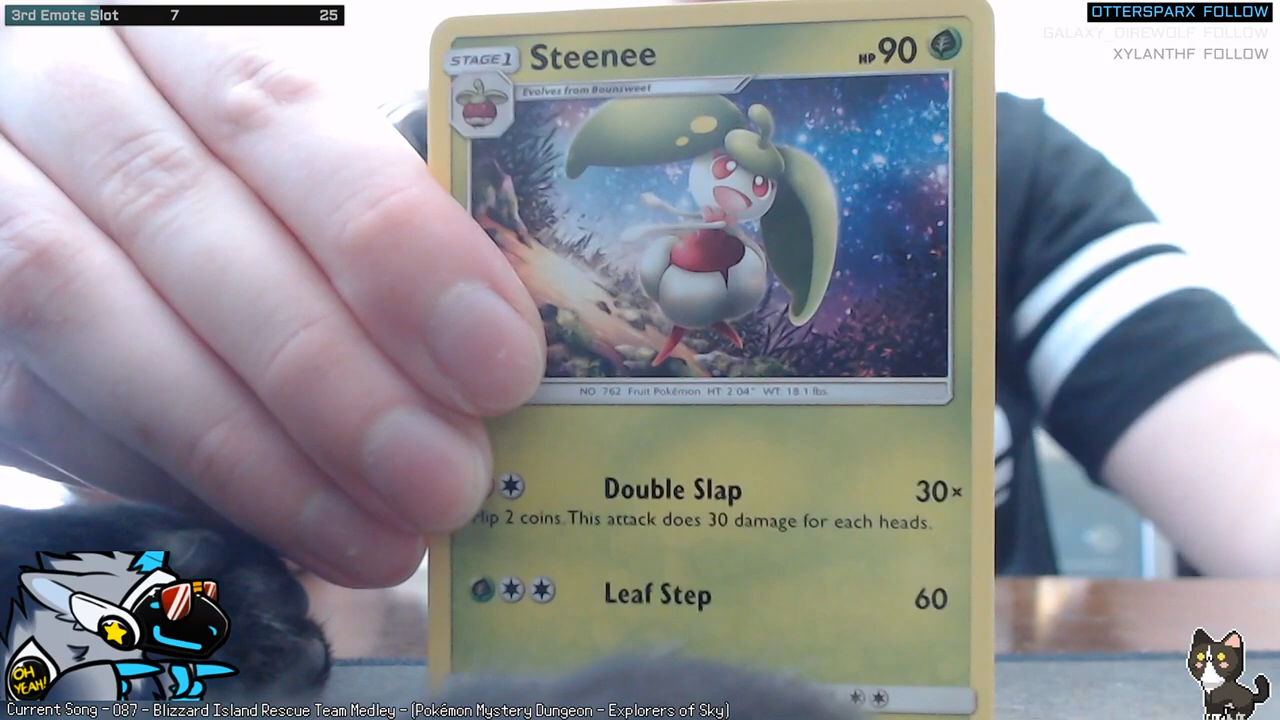 3rd Emote Slot 7 25
OTTERSPARX FOLLOW
GALAXY_DIREWOLF FOLLOW
XYLANTHF FOLLOW
STAGE 1 Steenee HP 90
Evolves from Bounsweet
NO. 762 Fruit Pokémon HT: 2'04" WT: 18.1 lbs.
Double Slap 30×
Flip 2 coins. This attack does 30 damage for each heads.
Leaf Step 60
OH YEAH!
Current Song - 087 - Blizzard Island Rescue Team Medley - (Pokémon Mystery Dungeon - Explorers of Sky)